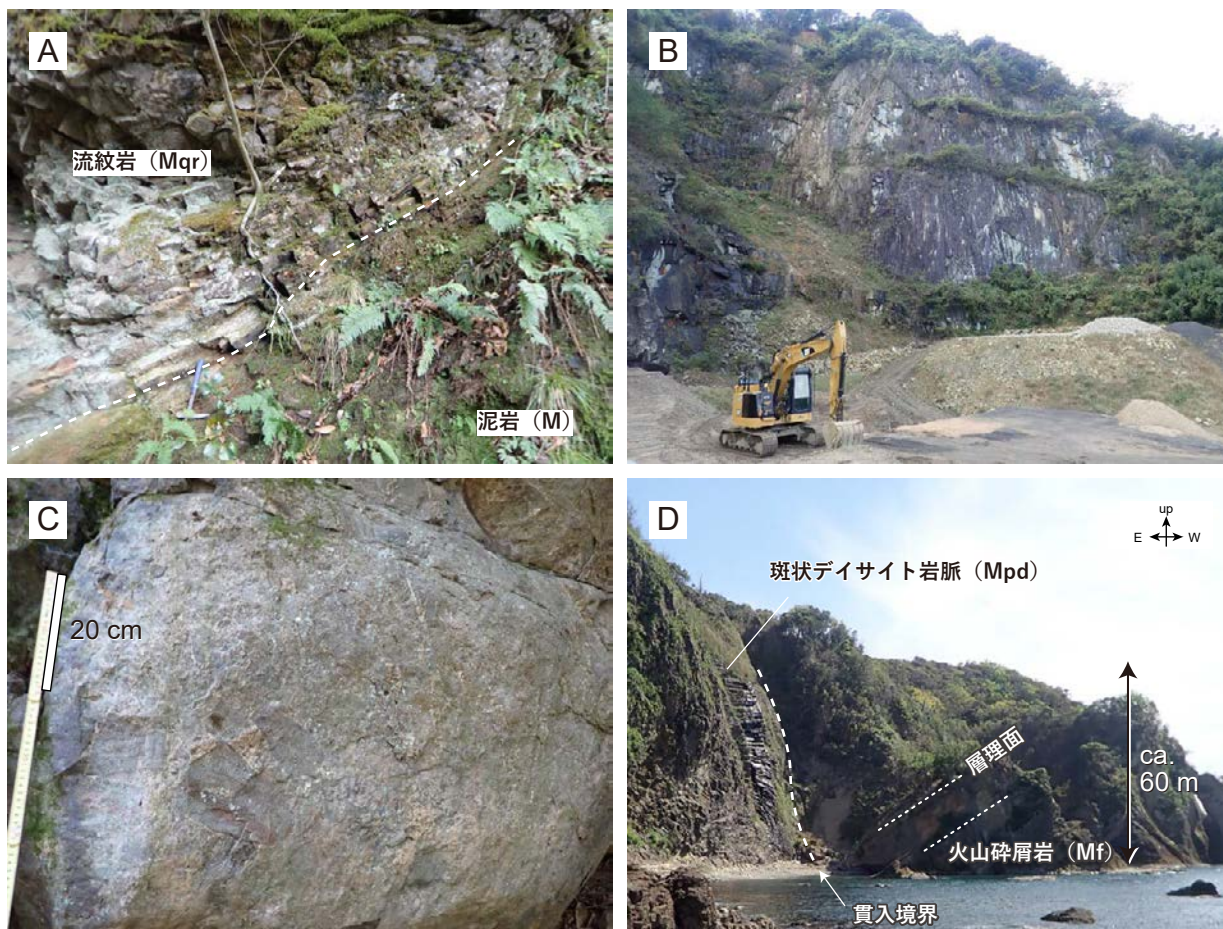 A
流紋岩（Mqr）
泥岩（M）
B
C
20 cm
D
up
E
W
斑状デイサイト岩脈（Mpd）
層理面
ca.
60 m
火山砕屑岩（Mf）
貫入境界